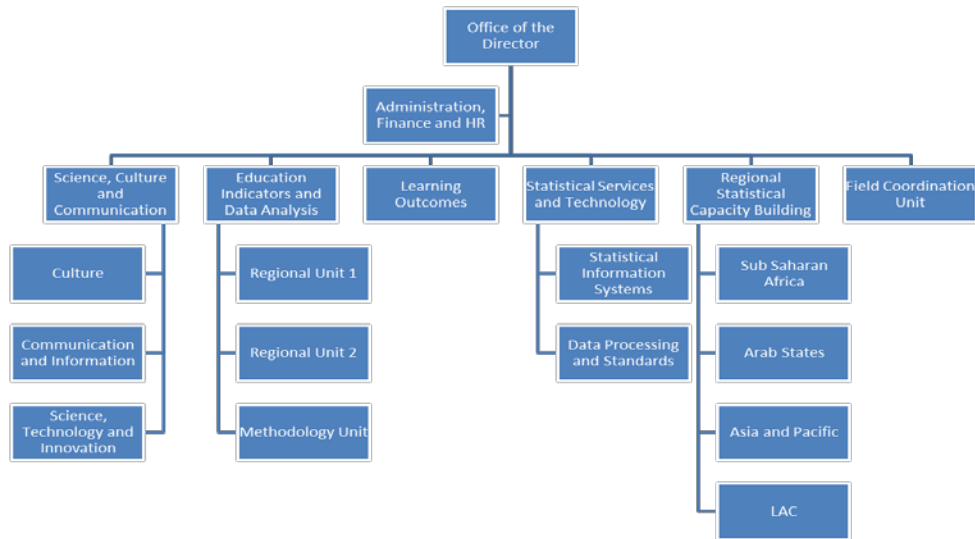 Office of the
Director
Administration,
Finance and HR
Science, Culture
and
Communication
Education
Indicators and
Data Analysis
Learning
Outcomes
Statistical Services
and Technology
Regional
Statistical
Capacity Building
Field Coordination
Unit
Culture
Communication
and Information
Science,
Technology and
Innovation
Regional Unit 1
Regional Unit 2
Methodology Unit
Statistical
Information
Systems
Data Processing
and Standards
Sub Saharan
Africa
Arab States
Asia and Pacific
LAC